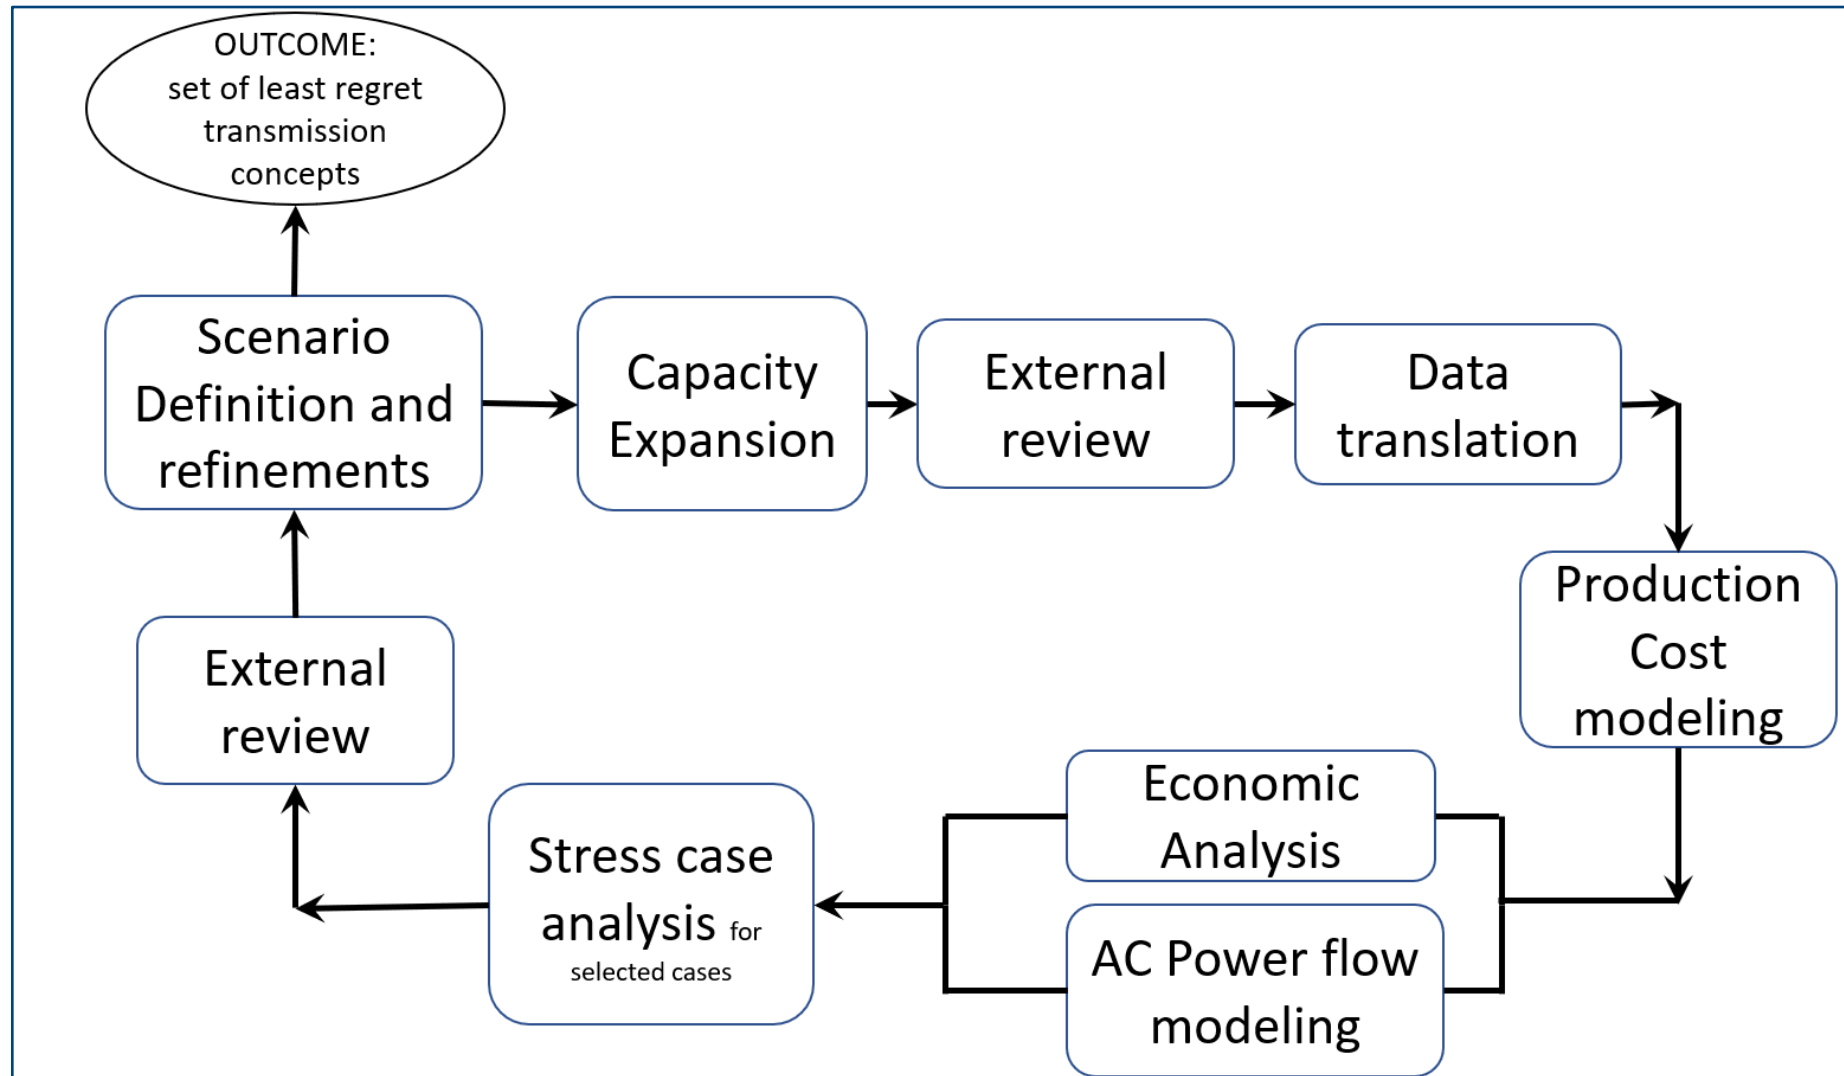 OUTCOME:
set of least regret
transmission
concepts
Scenario
Definition and
refinements
Capacity
Expansion
External
review
Data
translation
Production
Cost
modeling
Economic
Analysis
AC Power flow
modeling
Stress case
analysis for
selected cases
External
review